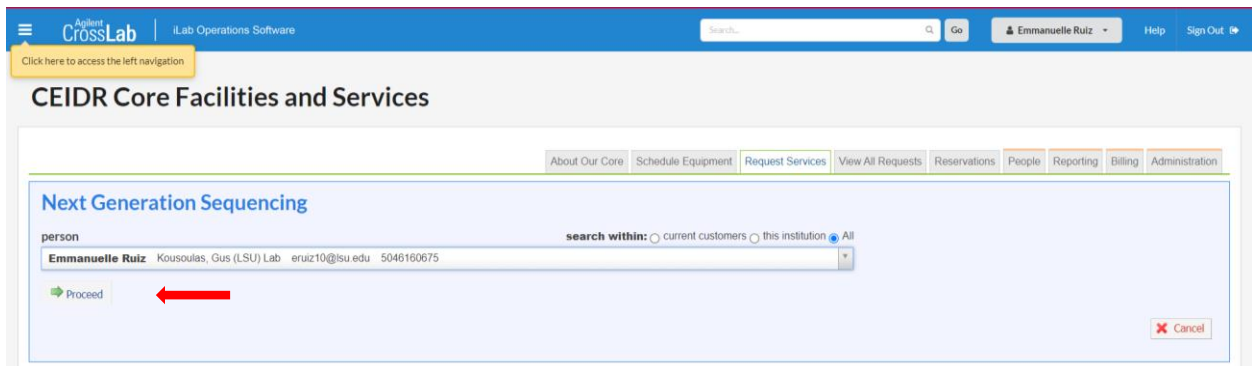 Agilent
CrossLab
iLab Operations Software
Search...
Go
Emmanuelle Ruiz
Help
Sign Out
Click here to access the left navigation
CEIDR Core Facilities and Services
About Our Core
Schedule Equipment
Request Services
View All Requests
Reservations
People
Reporting
Billing
Administration
Next Generation Sequencing
person
search within: current customers this institution All
Emmanuelle Ruiz Kousoulas, Gus (LSU) Lab eruiz10@lsu.edu 5046160675
Proceed
Cancel